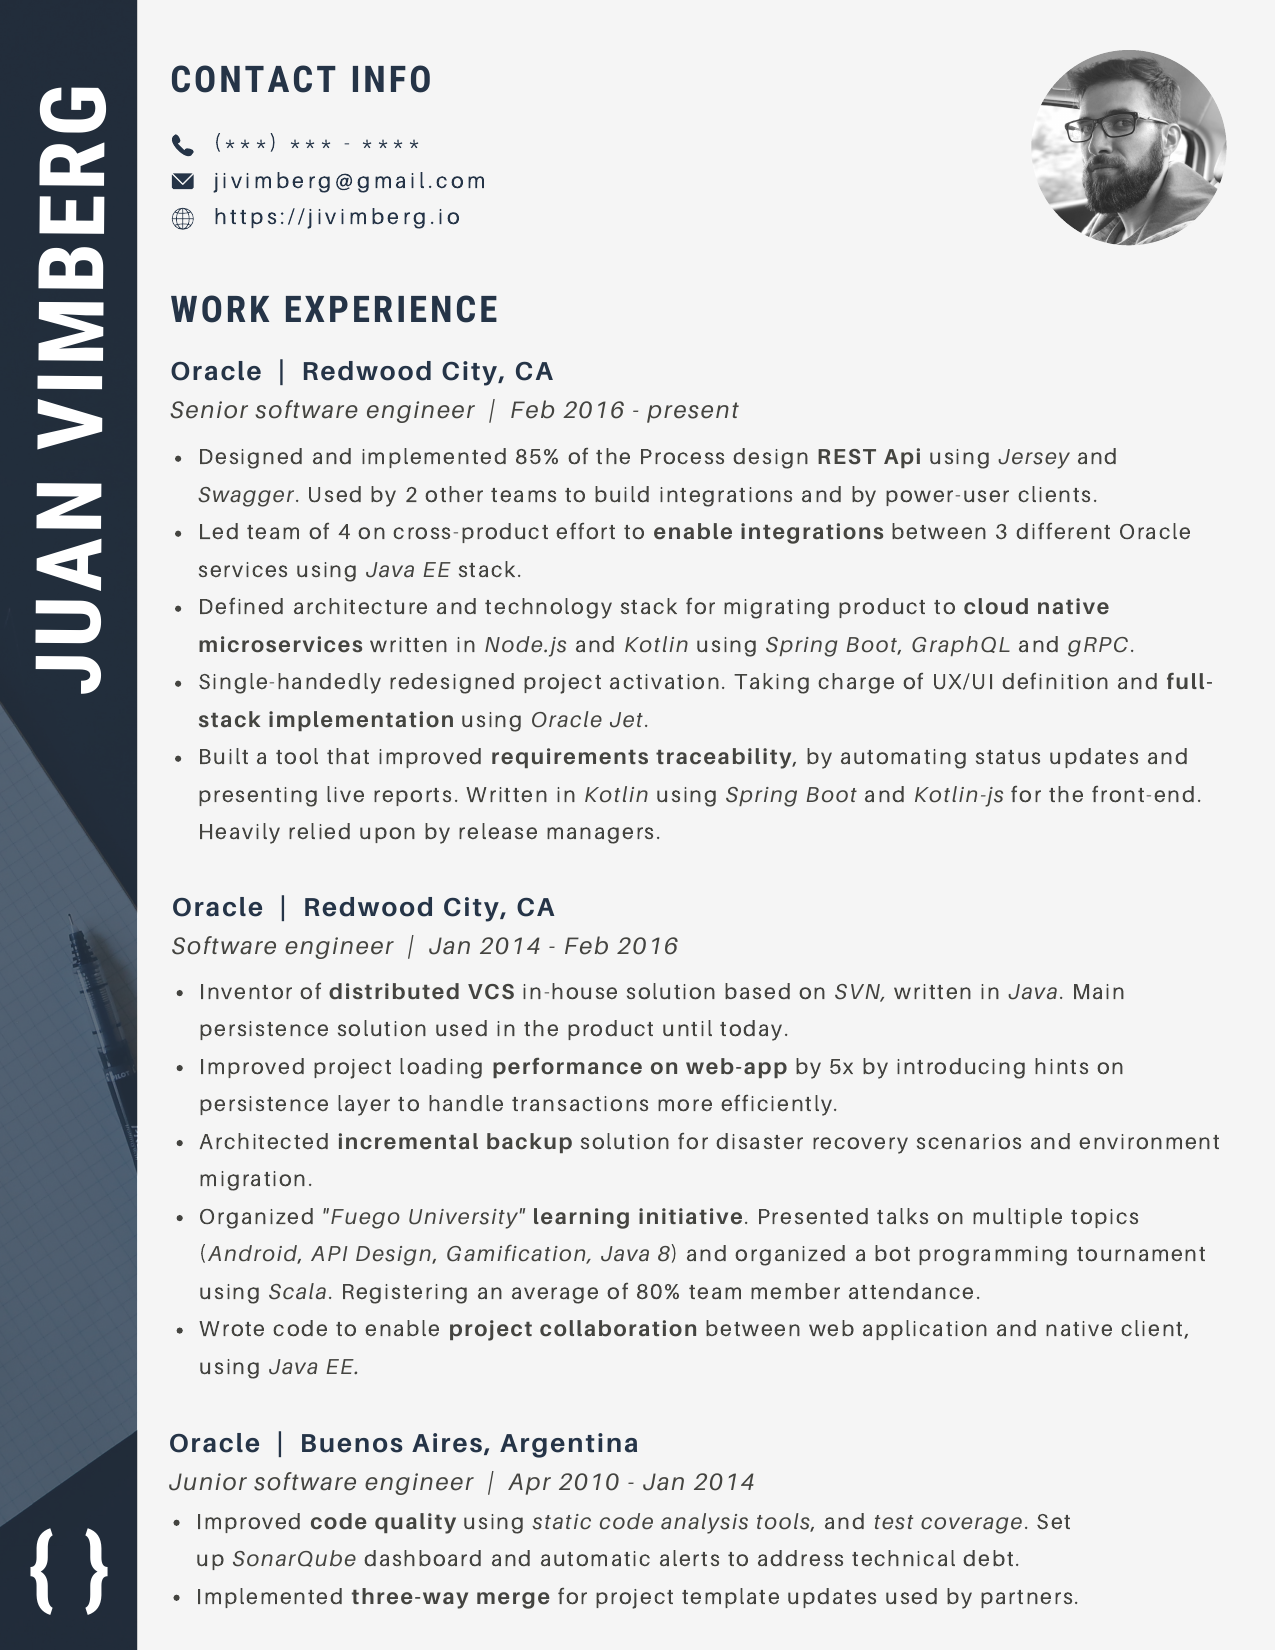 JUAN VIMBERG
CONTACT INFO
(***) *** - ****
jivimberg@gmail.com
https://jivimberg.io
WORK EXPERIENCE
Oracle | Redwood City, CA
Senior software engineer | Feb 2016 - present
• Designed and implemented 85% of the Process design REST Api using Jersey and
Swagger. Used by 2 other teams to build integrations and by power-user clients.
• Led team of 4 on cross-product effort to enable integrations between 3 different Oracle
services using Java EE stack.
• Defined architecture and technology stack for migrating product to cloud native
microservices written in Node.js and Kotlin using Spring Boot, GraphQL and gRPC.
• Single-handedly redesigned project activation. Taking charge of UX/UI definition and full-
stack implementation using Oracle Jet.
• Built a tool that improved requirements traceability, by automating status updates and
presenting live reports. Written in Kotlin using Spring Boot and Kotlin-js for the front-end.
Heavily relied upon by release managers.
Oracle | Redwood City, CA
Software engineer | Jan 2014 - Feb 2016
• Inventor of distributed VCS in-house solution based on SVN, written in Java. Main
persistence solution used in the product until today.
• Improved project loading performance on web-app by 5x by introducing hints on
persistence layer to handle transactions more efficiently.
• Architected incremental backup solution for disaster recovery scenarios and environment
migration.
• Organized "Fuego University" learning initiative. Presented talks on multiple topics
(Android, API Design, Gamification, Java 8) and organized a bot programming tournament
using Scala. Registering an average of 80% team member attendance.
• Wrote code to enable project collaboration between web application and native client,
using Java EE.
Oracle | Buenos Aires, Argentina
Junior software engineer | Apr 2010 - Jan 2014
• Improved code quality using static code analysis tools, and test coverage. Set
up SonarQube dashboard and automatic alerts to address technical debt.
• Implemented three-way merge for project template updates used by partners.
{ }
PILOT